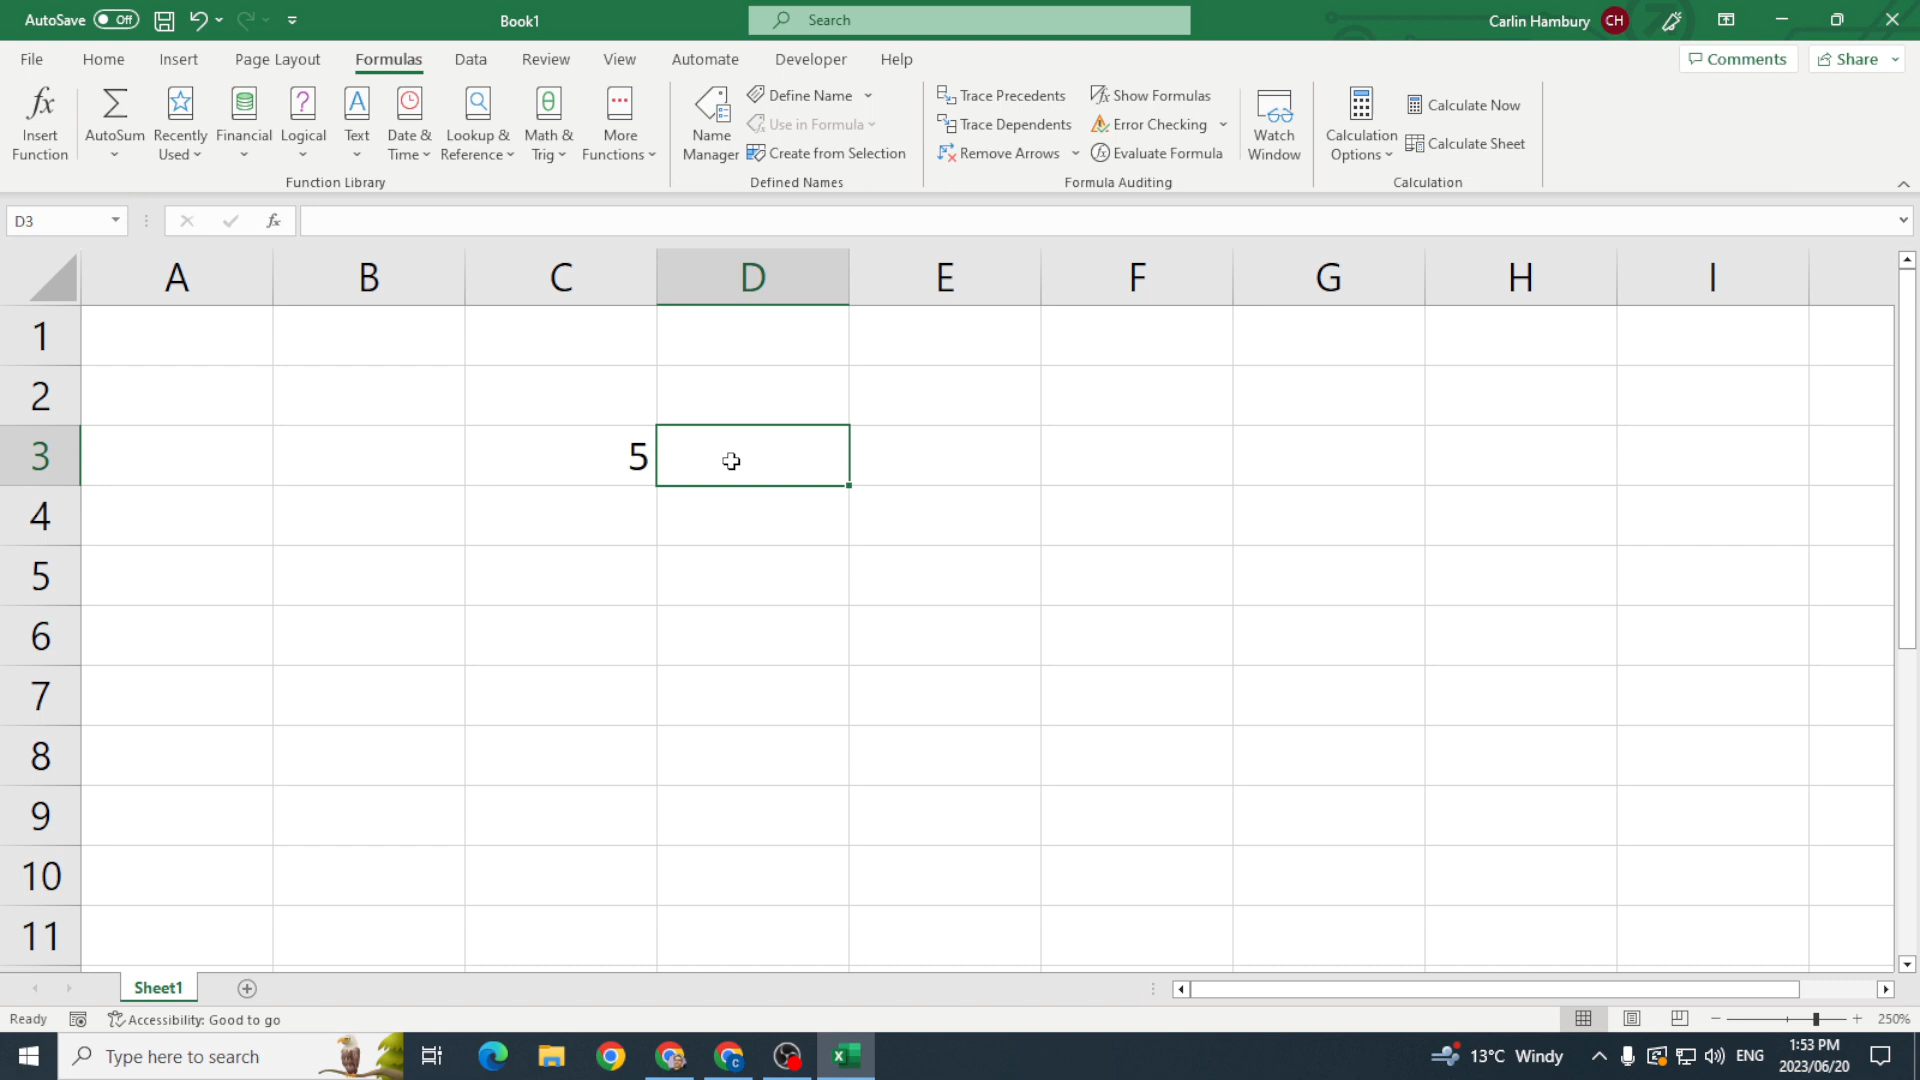 AutoSave Off Book1 Search Carlin Hambury CH
File Home Insert Page Layout Formulas Data Review View Automate Developer Help Comments Share
Insert Function AutoSum Recently Used Financial Logical Text Date & Time Lookup & Reference Math & Trig More Functions
Function Library
Name Manager
Define Name
Use in Formula
Create from Selection
Defined Names
Trace Precedents Show Formulas
Trace Dependents Error Checking
Remove Arrows Evaluate Formula
Formula Auditing
Watch Window
Calculation Options
Calculate Now
Calculate Sheet
Calculation
D3 fx
A B C D E F G H I
1
2
3 5
4
5
6
7
8
9
10
11
Sheet1
Ready Accessibility: Good to go 250%
Type here to search 13°C Windy ENG 1:53 PM
2023/06/20